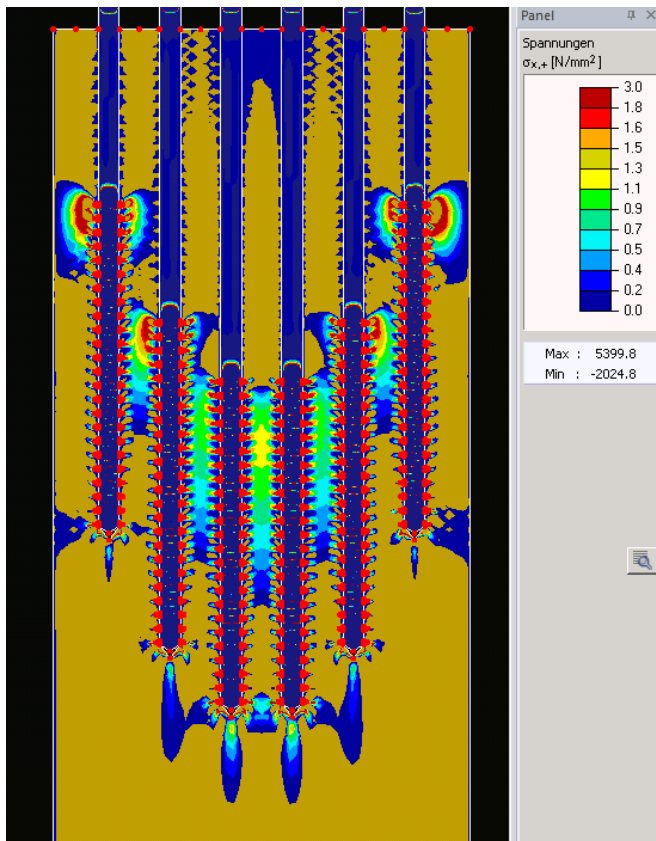 Panel
Spannungen
σx,+ [N/mm²]
3.0
1.8
1.6
1.5
1.3
1.1
0.9
0.7
0.5
0.4
0.2
0.0
Max : 5399.8
Min : -2024.8